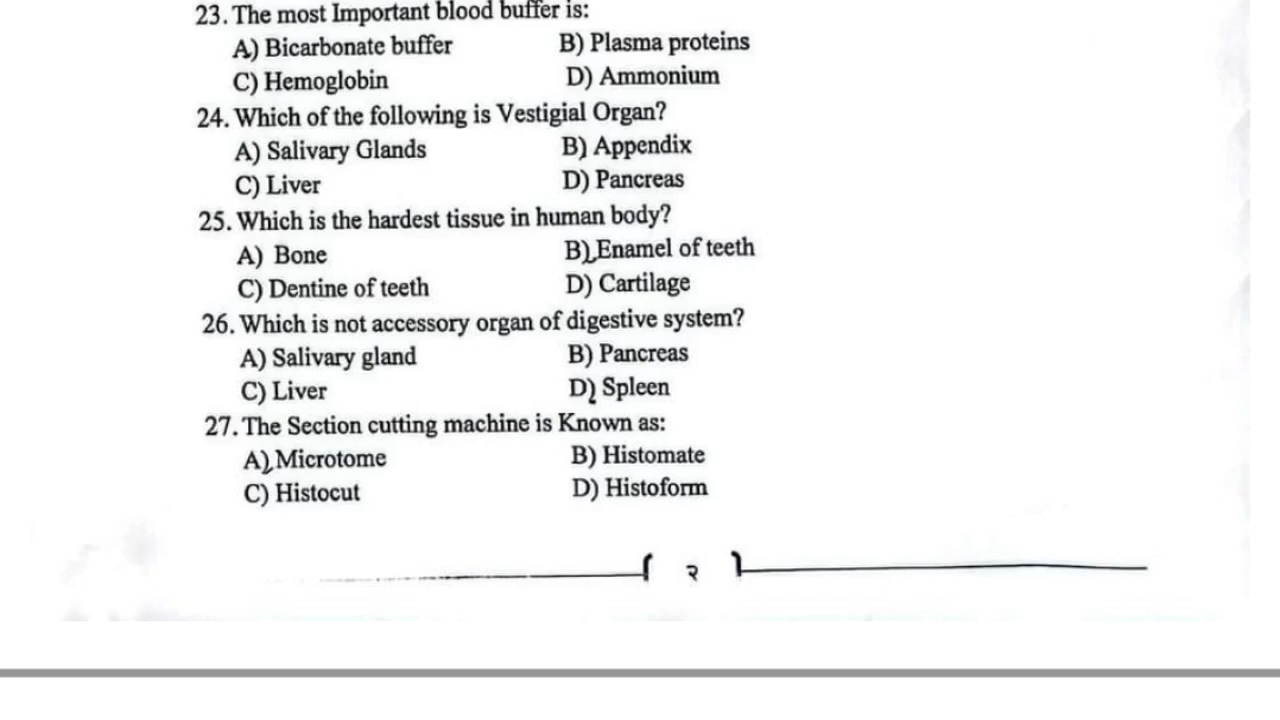 23. The most Important blood buffer is:
A) Bicarbonate buffer B) Plasma proteins
C) Hemoglobin D) Ammonium
24. Which of the following is Vestigial Organ?
A) Salivary Glands B) Appendix
C) Liver D) Pancreas
25. Which is the hardest tissue in human body?
A) Bone B) Enamel of teeth
C) Dentine of teeth D) Cartilage
26. Which is not accessory organ of digestive system?
A) Salivary gland B) Pancreas
C) Liver D) Spleen
27. The Section cutting machine is Known as:
A) Microtome B) Histomate
C) Histocut D) Histoform
{ २ }